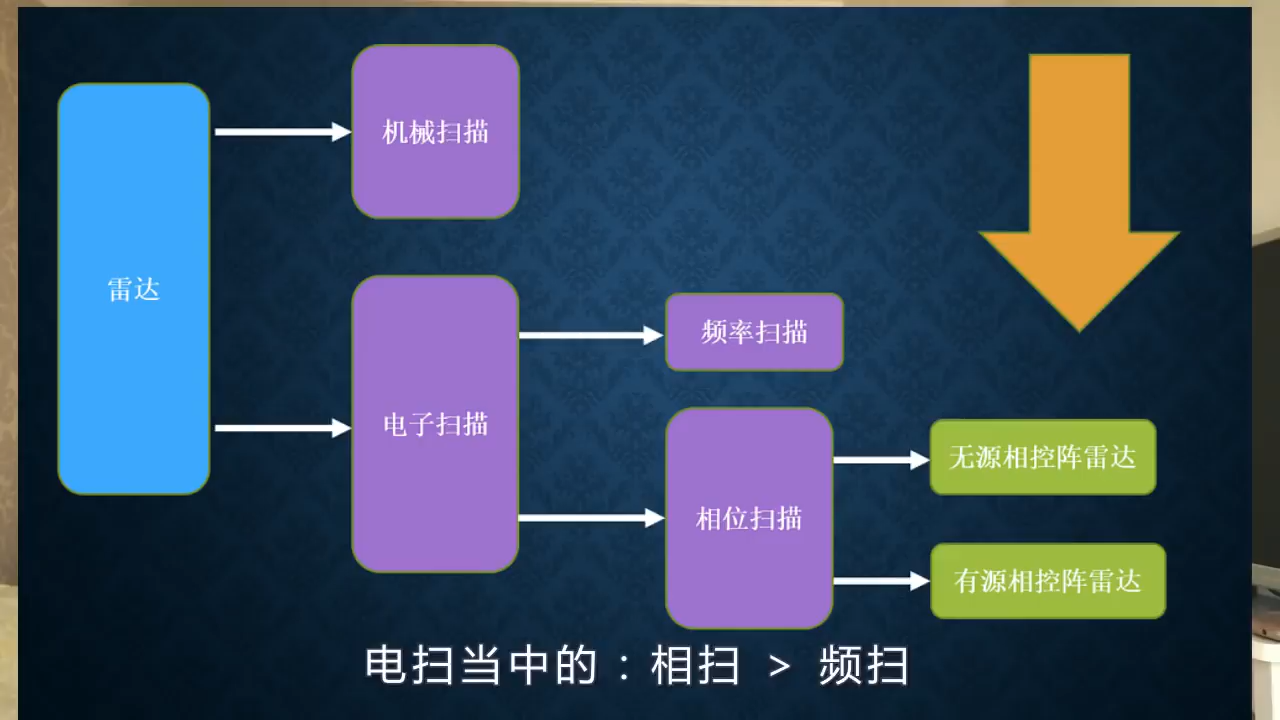 机械扫描
雷达
频率扫描
电子扫描
无源相控阵雷达
相位扫描
有源相控阵雷达
电扫当中的：相扫 > 频扫